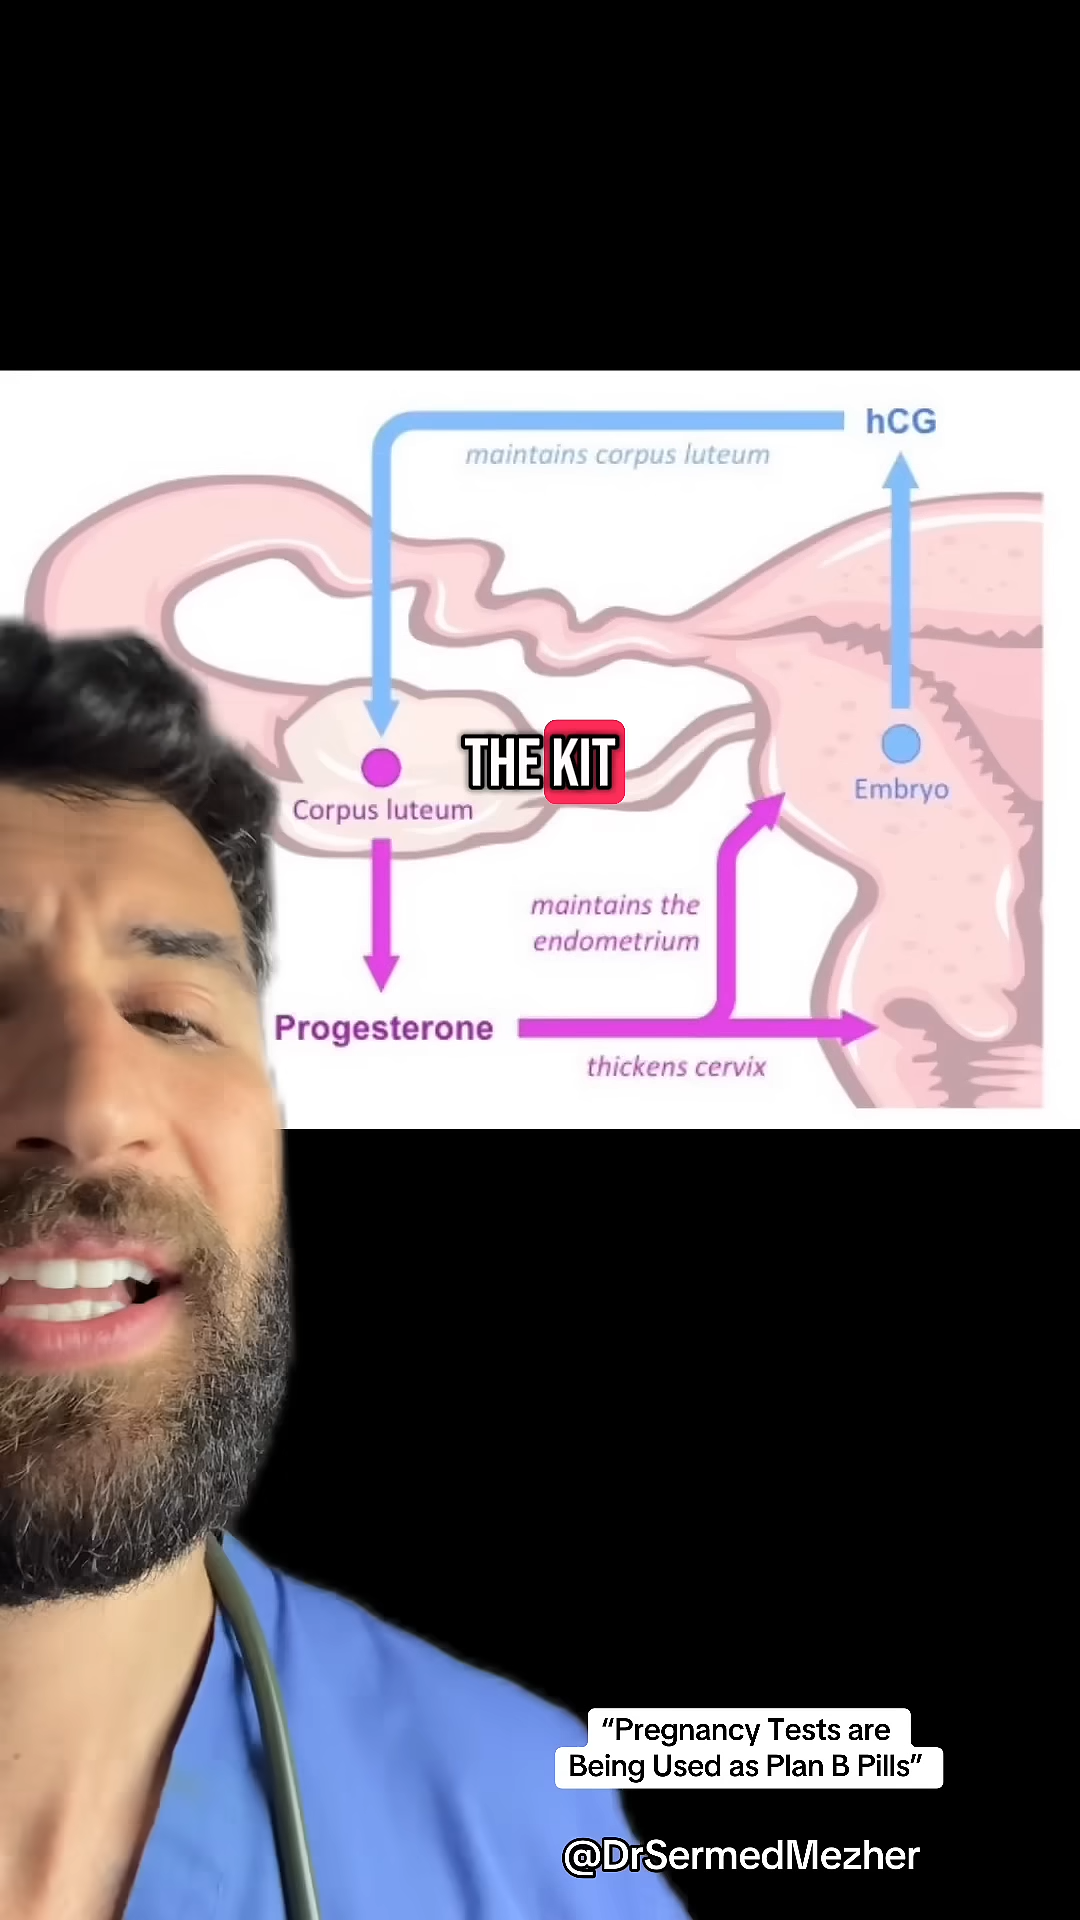 hCG
maintains corpus luteum
THE KIT
Embryo
Corpus luteum
maintains the
endometrium
Progesterone
thickens cervix
“Pregnancy Tests are
Being Used as Plan B Pills”
@DrSermedMezher